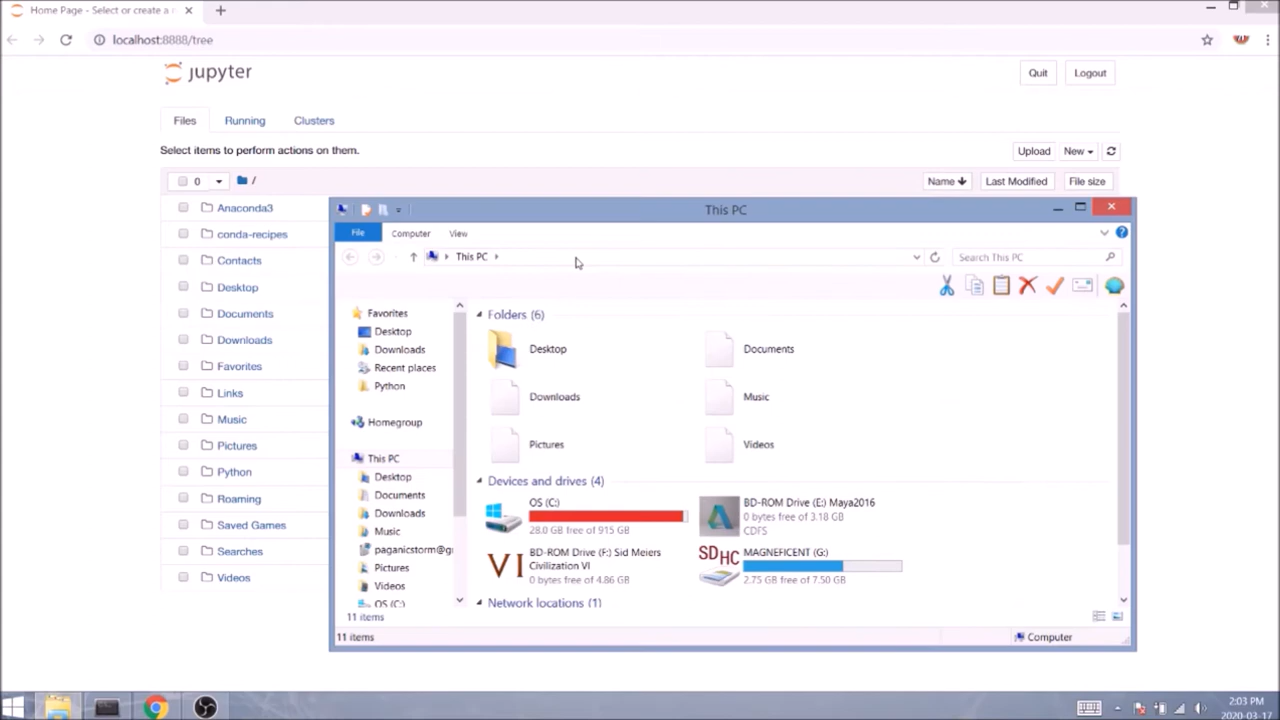 Home Page - Select or create a n
localhost:8888/tree
jupyter
Quit
Logout
Files
Running
Clusters
Select items to perform actions on them.
Upload
New
0
/
Name
Last Modified
File size
Anaconda3
conda-recipes
Contacts
Desktop
Documents
Downloads
Favorites
Links
Music
Pictures
Python
Roaming
Saved Games
Searches
Videos
This PC
File
Computer
View
This PC
Search This PC
Favorites
Desktop
Downloads
Recent places
Python
Homegroup
This PC
Desktop
Documents
Downloads
Music
paganicstorm@g
Pictures
Videos
OS (C:)
Folders (6)
Desktop
Documents
Downloads
Music
Pictures
Videos
Devices and drives (4)
OS (C:)
28.0 GB free of 915 GB
BD-ROM Drive (E:) Maya2016
0 bytes free of 3.18 GB
CDFS
VI
BD-ROM Drive (F:) Sid Meiers
Civilization VI
0 bytes free of 4.86 GB
SDHC
MAGNEFICENT (G:)
2.75 GB free of 7.50 GB
Network locations (1)
11 items
11 items
Computer
2:03 PM
2020-03-17